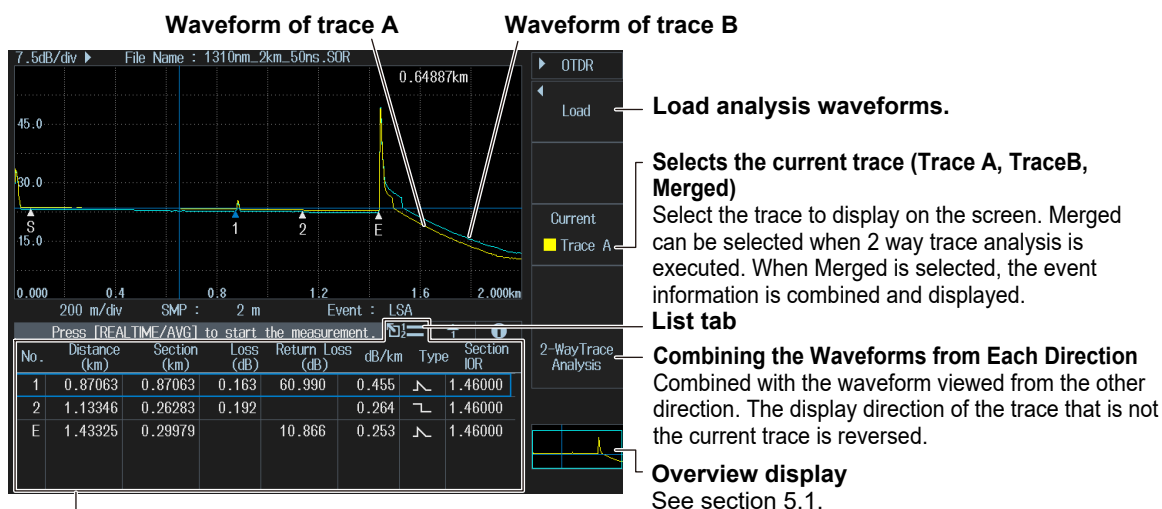 Waveform of trace A
Waveform of trace B
7.5dB/div File Name : 1310nm_2km_50ns.SOR
0.64887km
45.0
30.0
15.0
S 1 2 E
0.000 0.4 0.8 1.2 1.6 2.000km
200 m/div SMP : 2 m Event : LSA
Press [REALTIME/AVG] to start the measurement.
No. Distance (km) Section (km) Loss (dB) Return Loss (dB) dB/km Type Section IOR
1 0.87063 0.87063 0.163 60.990 0.455 1.46000
2 1.13346 0.26283 0.192 0.264 1.46000
E 1.43325 0.29979 10.866 0.253 1.46000
OTDR
Load
Current
Trace A
2-WayTrace
Analysis
Load analysis waveforms.
Selects the current trace (Trace A, TraceB,
Merged)
Select the trace to display on the screen. Merged
can be selected when 2 way trace analysis is
executed. When Merged is selected, the event
information is combined and displayed.
List tab
Combining the Waveforms from Each Direction
Combined with the waveform viewed from the other
direction. The display direction of the trace that is not
the current trace is reversed.
Overview display
See section 5.1.